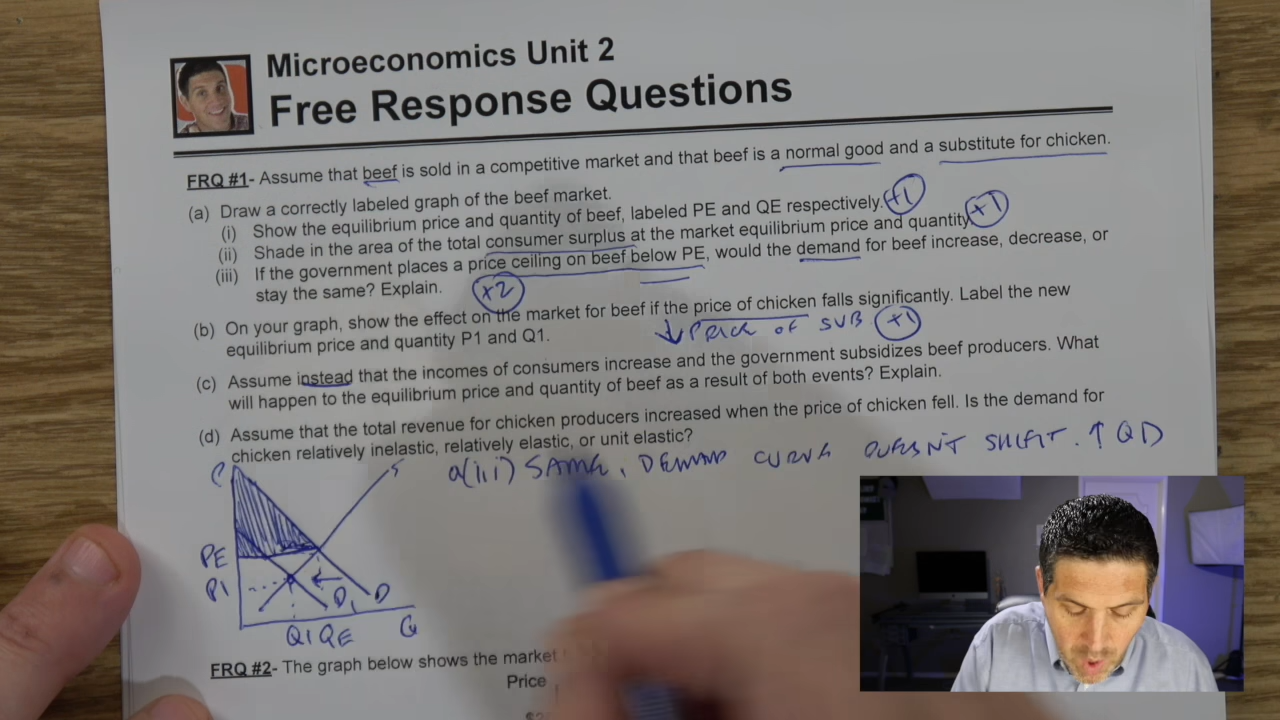 Microeconomics Unit 2
Free Response Questions
FRQ #1- Assume that beef is sold in a competitive market and that beef is a normal good and a substitute for chicken.
(a) Draw a correctly labeled graph of the beef market.
(i) Show the equilibrium price and quantity of beef, labeled PE and QE respectively. +1
(ii) Shade in the area of the total consumer surplus at the market equilibrium price and quantity. +1
(iii) If the government places a price ceiling on beef below PE, would the demand for beef increase, decrease, or
stay the same? Explain. +2
(b) On your graph, show the effect on the market for beef if the price of chicken falls significantly. Label the new
equilibrium price and quantity P1 and Q1. ↓ PRICE OF SUB. +1
(c) Assume instead that the incomes of consumers increase and the government subsidizes beef producers. What
will happen to the equilibrium price and quantity of beef as a result of both events? Explain.
(d) Assume that the total revenue for chicken producers increased when the price of chicken fell. Is the demand for
chicken relatively inelastic, relatively elastic, or unit elastic?
a(iii) SAME, DEMAND CURVE DOESN'T SHIFT. ↑ QD
P
S
PE
P1
D1 D
Q1 QE Q
FRQ #2- The graph below shows the market
Price